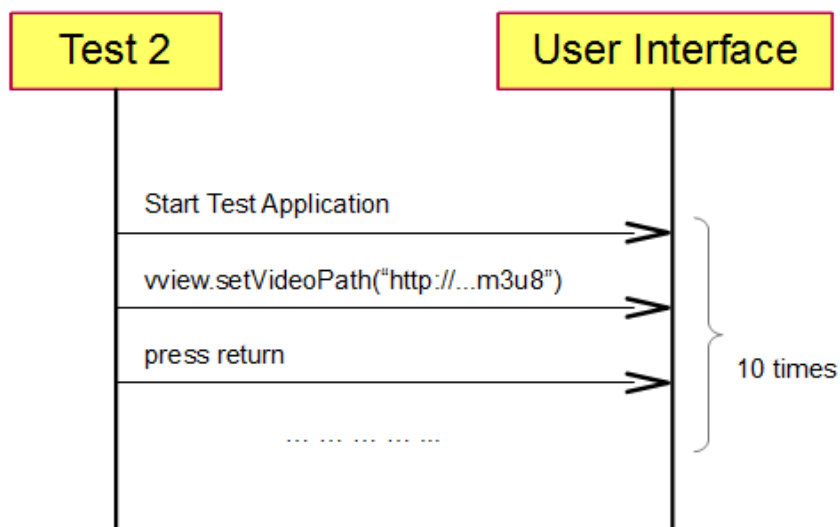 Test 2
User Interface
Start Test Application
vview.setVideoPath(“http://...m3u8”)
press return
10 times
... ... ... ... ...